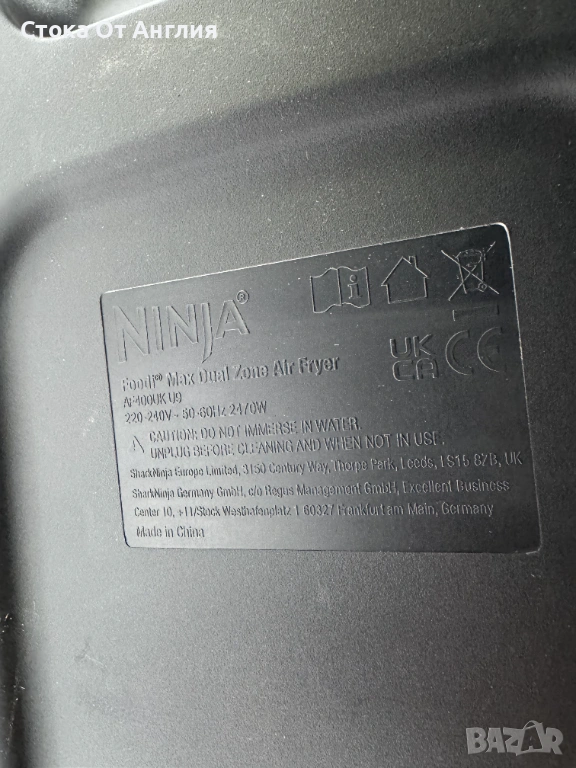 Стока От Англия
NINJA®
Foodi® Max Dual Zone Air Fryer
AF400UK U9
220-240V~ 50-60Hz 2470W
CAUTION: DO NOT IMMERSE IN WATER.
UNPLUG BEFORE CLEANING AND WHEN NOT IN USE.
UK
CA
CE
SharkNinja Europe Limited, 3150 Century Way, Thorpe Park, Leeds, LS15 8ZB, UK
SharkNinja Germany GmbH, c/o Regus Management GmbH, Excellent Business
Center 10, +11/Stock Westhafenplatz 1 60327 Frankfurt am Main, Germany
Made in China
BAZAR